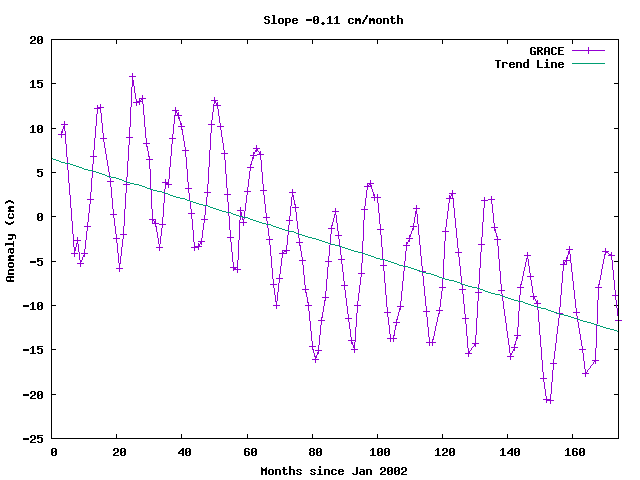 Slope -0.11 cm/month
20
15
10
5
0
-5
-10
-15
-20
-25
Anomaly (cm)
GRACE
Trend Line
0 20 40 60 80 100 120 140 160
Months since Jan 2002